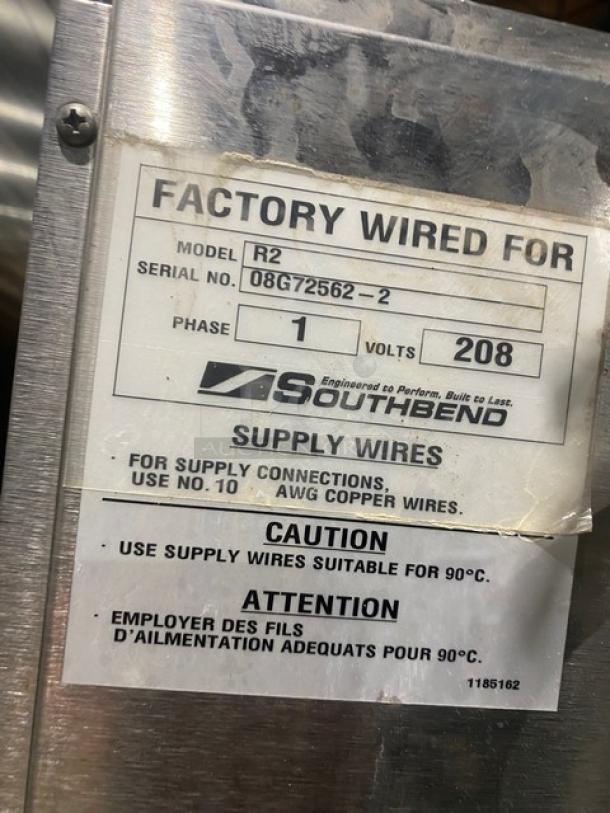 FACTORY WIRED FOR
MODEL R2
SERIAL NO. 08G72562-2
PHASE 1 VOLTS 208
Engineered to Perform, Built to Last.
SOUTHBEND
SUPPLY WIRES
· FOR SUPPLY CONNECTIONS,
USE NO. 10 AWG COPPER WIRES.
CAUTION
· USE SUPPLY WIRES SUITABLE FOR 90°C.
ATTENTION
· EMPLOYER DES FILS
D'AILMENTATION ADEQUATS POUR 90°C.
1185162